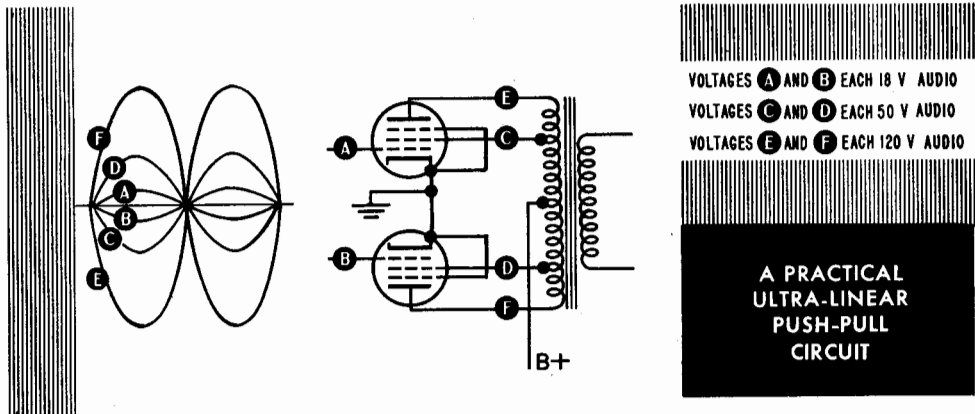 F
D
A
B
C
E
E
C
A
B
D
F
B+
VOLTAGES A AND B EACH 18 V AUDIO
VOLTAGES C AND D EACH 50 V AUDIO
VOLTAGES E AND F EACH 120 V AUDIO
A PRACTICAL
ULTRA-LINEAR
PUSH-PULL
CIRCUIT